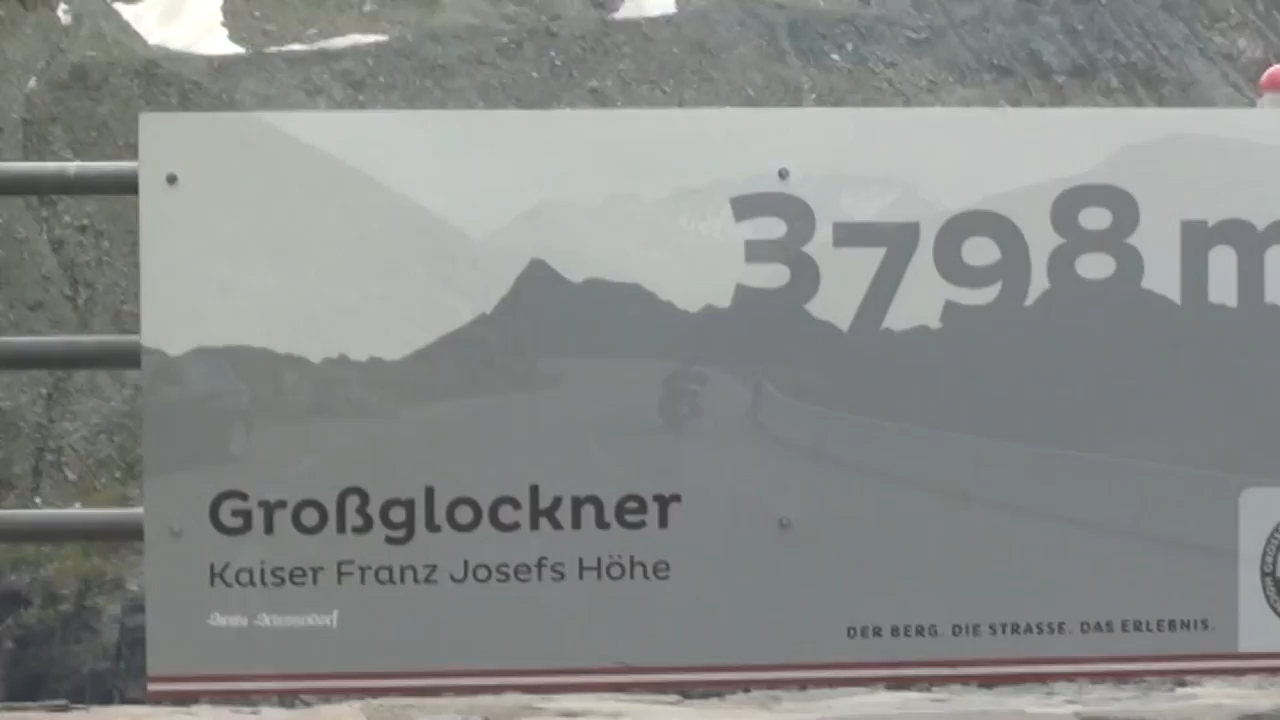 3798 m
Großglockner
Kaiser Franz Josefs Höhe
DER BERG. DIE STRASSE. DAS ERLEBNIS.